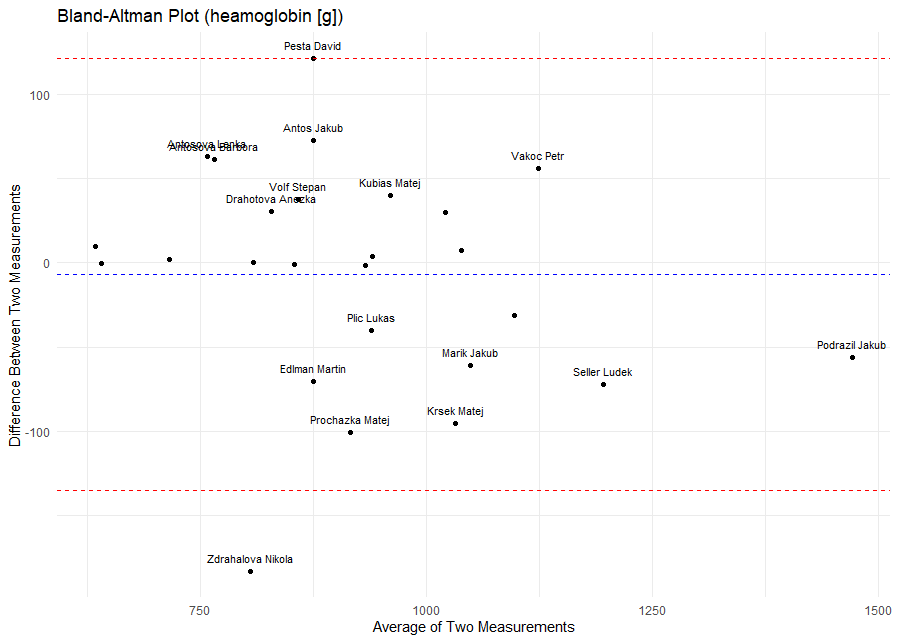 Bland-Altman Plot (heamoglobin [g])
Pesta David
Antos Jakub
Antosova Lenka
Antosova Barbora
Vakoc Petr
Volf Stepan
Kubias Matej
Drahotova Anezka
Plic Lukas
Marik Jakub
Podrazil Jakub
Edlman Martin
Seller Ludek
Prochazka Matej
Krsek Matej
Zdrahalova Nikola
Difference Between Two Measurements
100
0
-100
750
1000
1250
1500
Average of Two Measurements